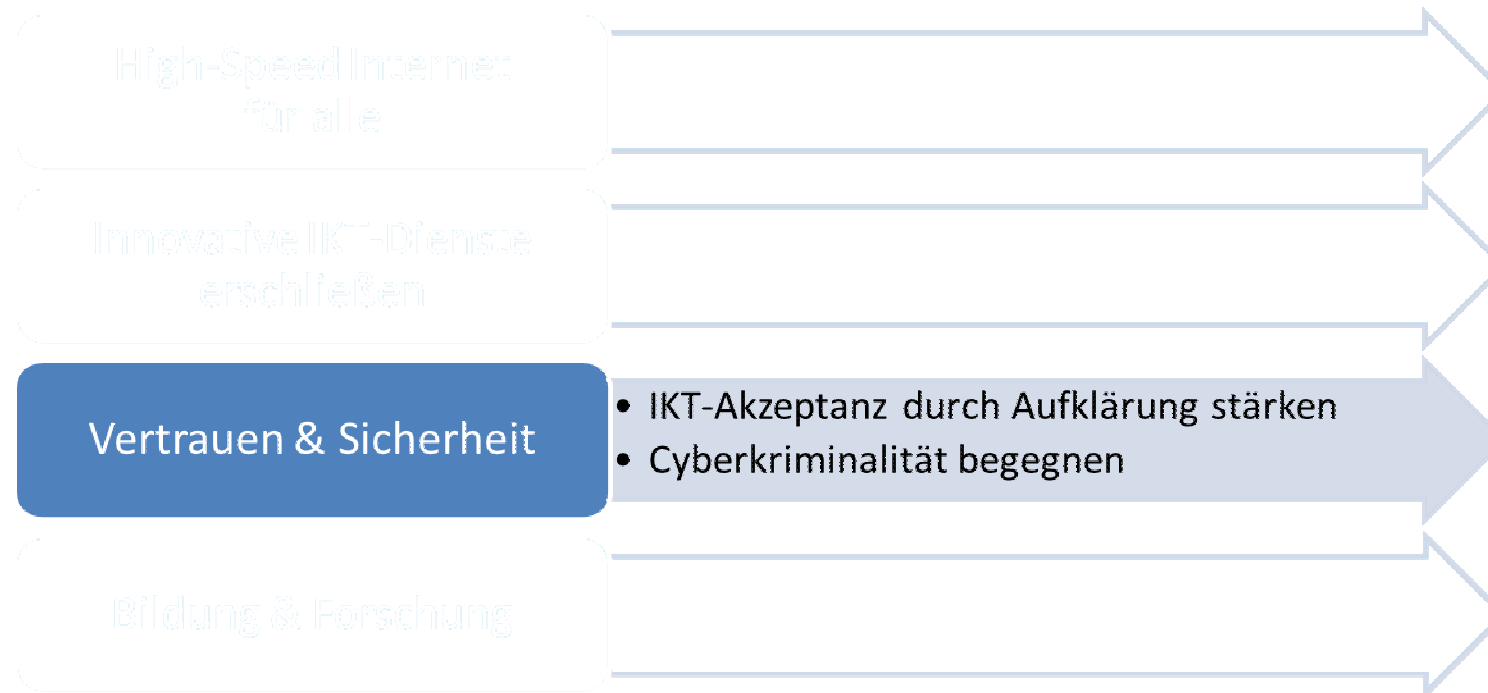 High-Speed Internet
für alle
Innovative IKT-Dienste
erschließen
Vertrauen & Sicherheit
• IKT-Akzeptanz durch Aufklärung stärken
• Cyberkriminalität begegnen
Bildung & Forschung